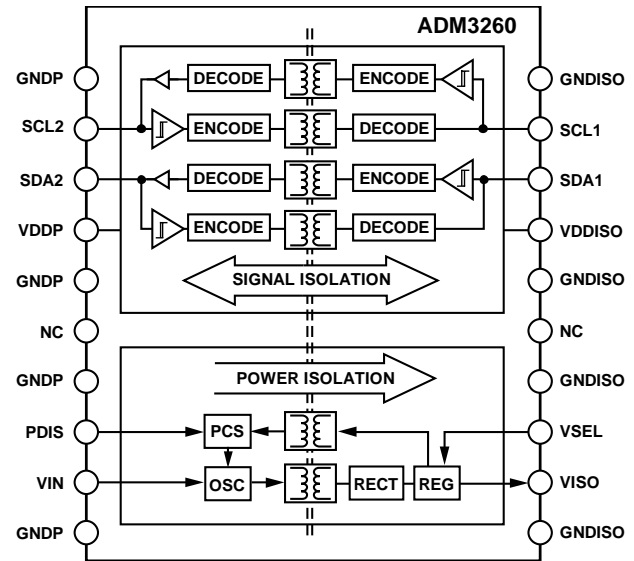 ADM3260
GNDP
DECODE
ENCODE
GNDISO
SCL2
ENCODE
DECODE
SCL1
SDA2
DECODE
ENCODE
SDA1
VDDP
ENCODE
DECODE
VDDISO
GNDP
SIGNAL ISOLATION
GNDISO
NC
NC
GNDP
POWER ISOLATION
GNDISO
PDIS
PCS
VSEL
VIN
OSC
RECT
REG
VISO
GNDP
GNDISO